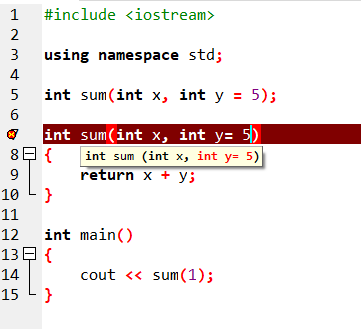 1 #include <iostream>
2
3 using namespace std;
4
5 int sum(int x, int y = 5);
6
int sum(int x, int y= 5)
8 {
int sum (int x, int y= 5)
9 return x + y;
10 }
11
12 int main()
13 {
14 cout << sum(1);
15 }